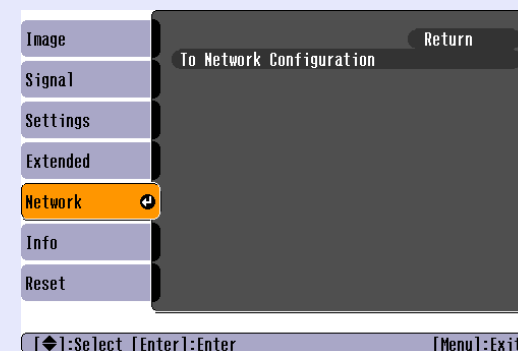 Image
Signal
Settings
Extended
Network
Info
Reset
Return
To Network Configuration
[◆]:Select [Enter]:Enter [Menu]:Exit